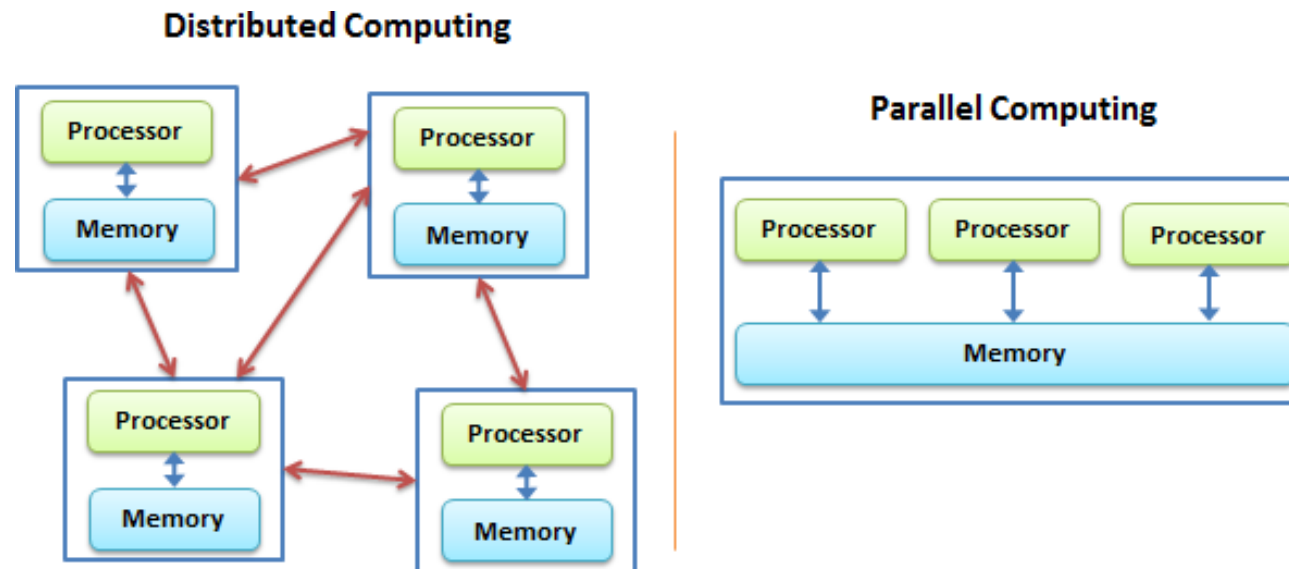 Distributed Computing
Processor
Memory
Processor
Memory
Processor
Memory
Processor
Memory
Parallel Computing
Processor
Processor
Processor
Memory